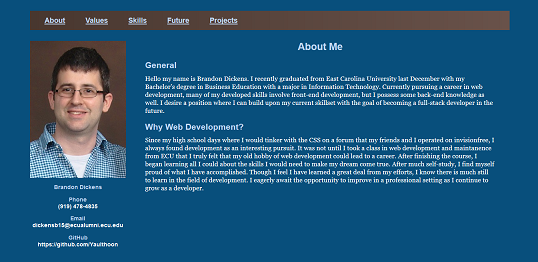 About Values Skills Future Projects
About Me
General
Hello my name is Brandon Dickens. I recently graduated from East Carolina University last December with my
Bachelor's degree in Business Education with a major in Information Technology. Currently pursuing a career in web
development, many of my developed skills involve front-end development, but I possess some back-end knowledge as
well. I desire a position where I can build upon my current skillset with the goal of becoming a full-stack developer in the
future.
Why Web Development?
Since my high school days where I would tinker with the CSS on a forum that my friends and I operated on invisionfree, I
always found development as an interesting pursuit. It was not until I took a class in web development and maintanence
from ECU that I truly felt that my old hobby of web development could lead to a career. After finishing the course, I
began learning all I could about the skills I would need to make my dream come true. After much self-study, I find myself
proud of what I have accomplished. Though I feel I have learned a great deal from my efforts, I know there is much still
to learn in the field of development. I eagerly await the opportunity to improve in a professional setting as I continue to
grow as a developer.
Brandon Dickens
Phone
(919) 478-4835
Email
dickensb15@ecualumni.ecu.edu
GitHub
https://github.com/Yaulthoon